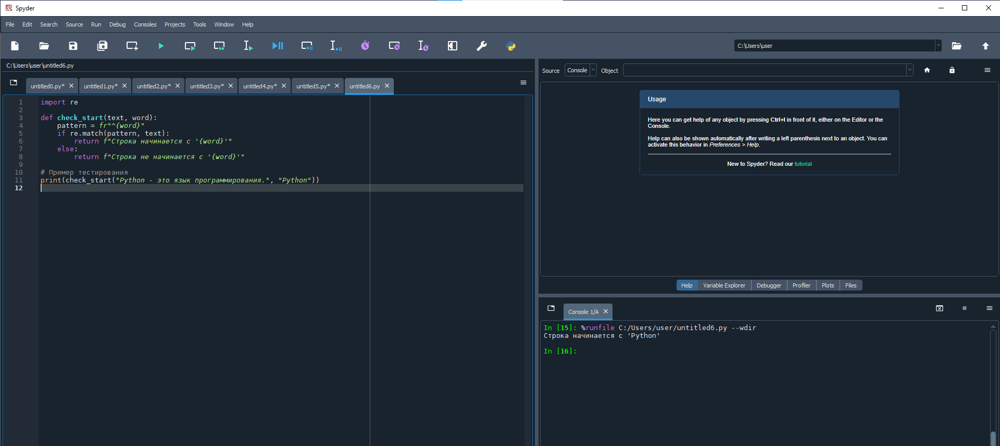 Spyder
File Edit Search Source Run Debug Consoles Projects Tools Window Help
C:\Users\user
C:\Users\user\untitled6.py
untitled0.py* untitled1.py* untitled2.py* untitled3.py* untitled4.py* untitled5.py* untitled6.py
1 import re
2
3 def check_start(text, word):
4 pattern = fr"^{word}"
5 if re.match(pattern, text):
6 return f"Строка начинается с '{word}'"
7 else:
8 return f"Строка не начинается с '{word}'"
9
10 # Пример тестирования
11 print(check_start("Python - это язык программирования.", "Python"))
12
Source Console Object
Usage
Here you can get help of any object by pressing Ctrl+I in front of it, either on the Editor or the
Console.
Help can also be shown automatically after writing a left parenthesis next to an object. You can
activate this behavior in Preferences > Help.
New to Spyder? Read our tutorial
Help Variable Explorer Debugger Profiler Plots Files
Console 1/A
In [15]: %runfile C:/Users/user/untitled6.py --wdir
Строка начинается с 'Python'
In [16]: